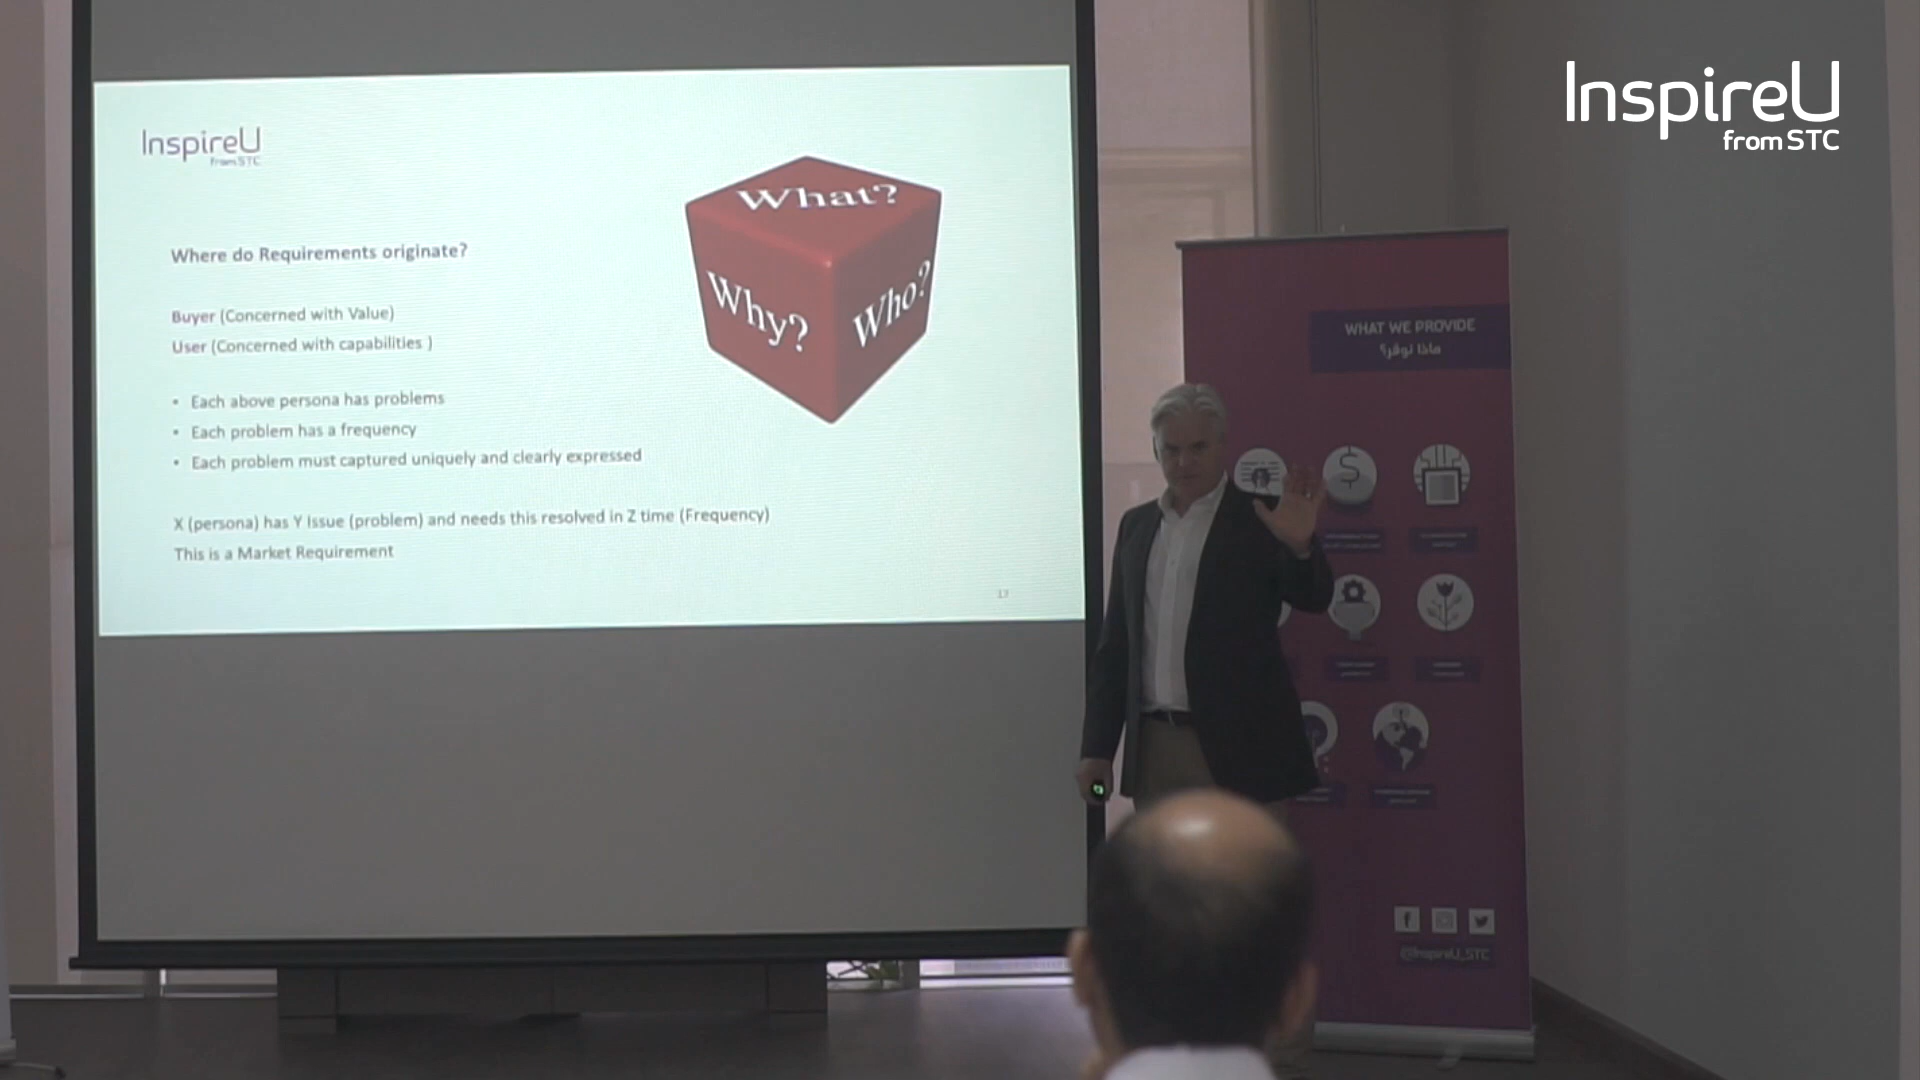 InspireU
from STC
Where do Requirements originate?
Buyer (Concerned with Value)
User (Concerned with capabilities )
• Each above persona has problems
• Each problem has a frequency
• Each problem must captured uniquely and clearly expressed
X (persona) has Y Issue (problem) and needs this resolved in Z time (Frequency)
This is a Market Requirement
17
What?
Why?
Who?
InspireU
from STC
WHAT WE PROVIDE
ماذا نوفر؟
@InspireU_STC